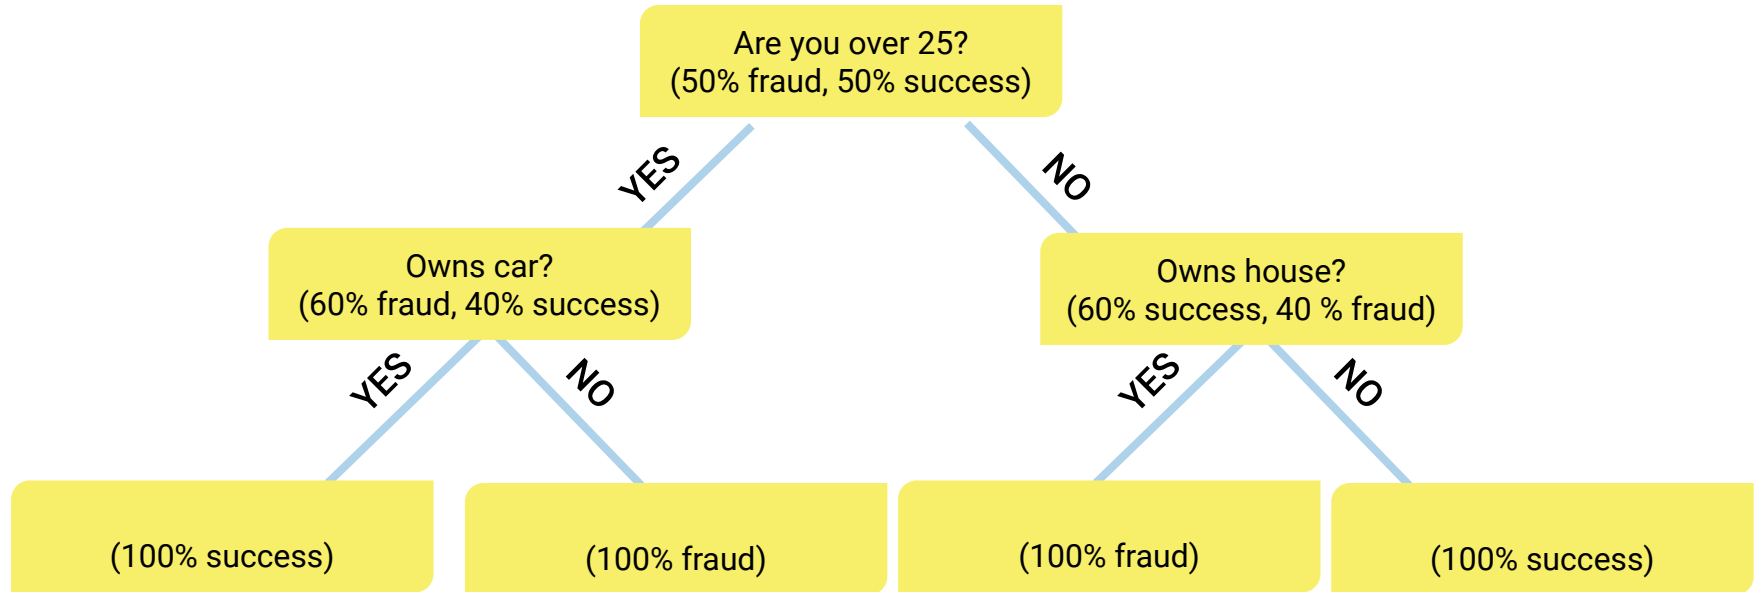 Are you over 25?
(50% fraud, 50% success)
YES
NO
Owns car?
(60% fraud, 40% success)
Owns house?
(60% success, 40 % fraud)
YES
NO
YES
NO
(100% success)
(100% fraud)
(100% fraud)
(100% success)